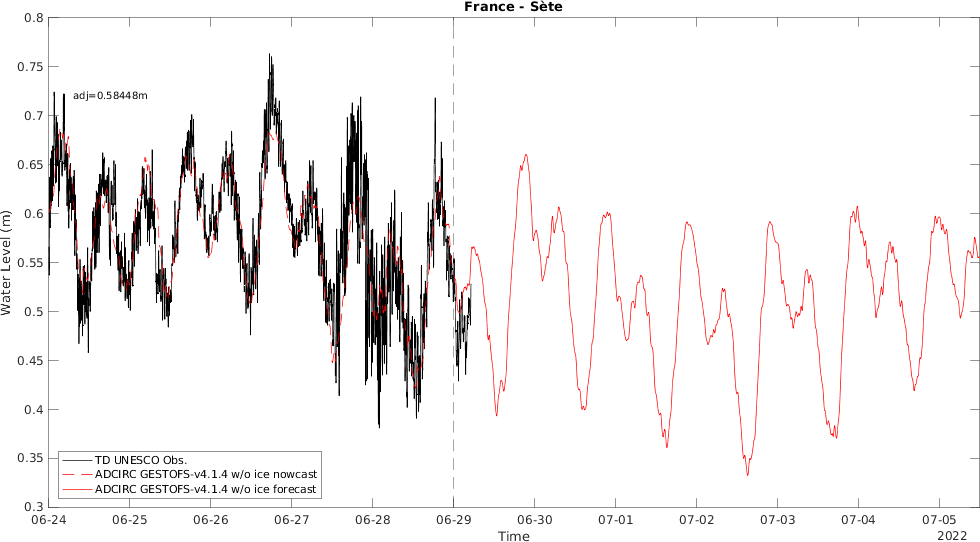 France - Sète
0.8
0.75
0.7
0.65
0.6
0.55
0.5
0.45
0.4
0.35
0.3
Water Level (m)
adj=0.58448m
TD UNESCO Obs.
ADCIRC GESTOFS-v4.1.4 w/o ice nowcast
ADCIRC GESTOFS-v4.1.4 w/o ice forecast
06-24 06-25 06-26 06-27 06-28 06-29 06-30 07-01 07-02 07-03 07-04 07-05
Time
2022